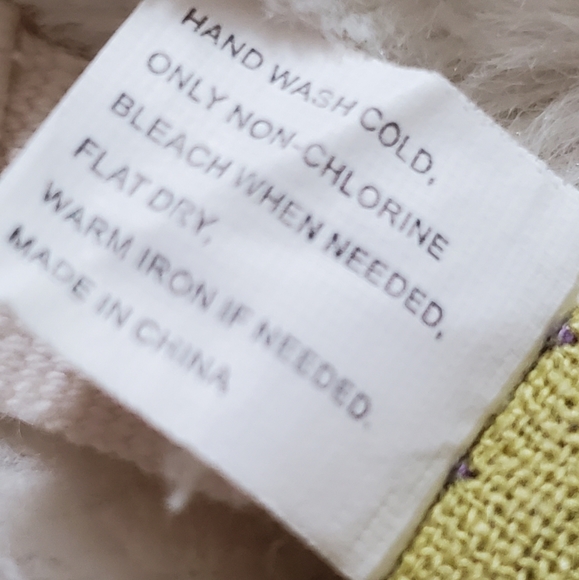 HAND WASH COLD,
ONLY NON-CHLORINE
BLEACH WHEN NEEDED,
FLAT DRY,
WARM IRON IF NEEDED.
MADE IN CHINA